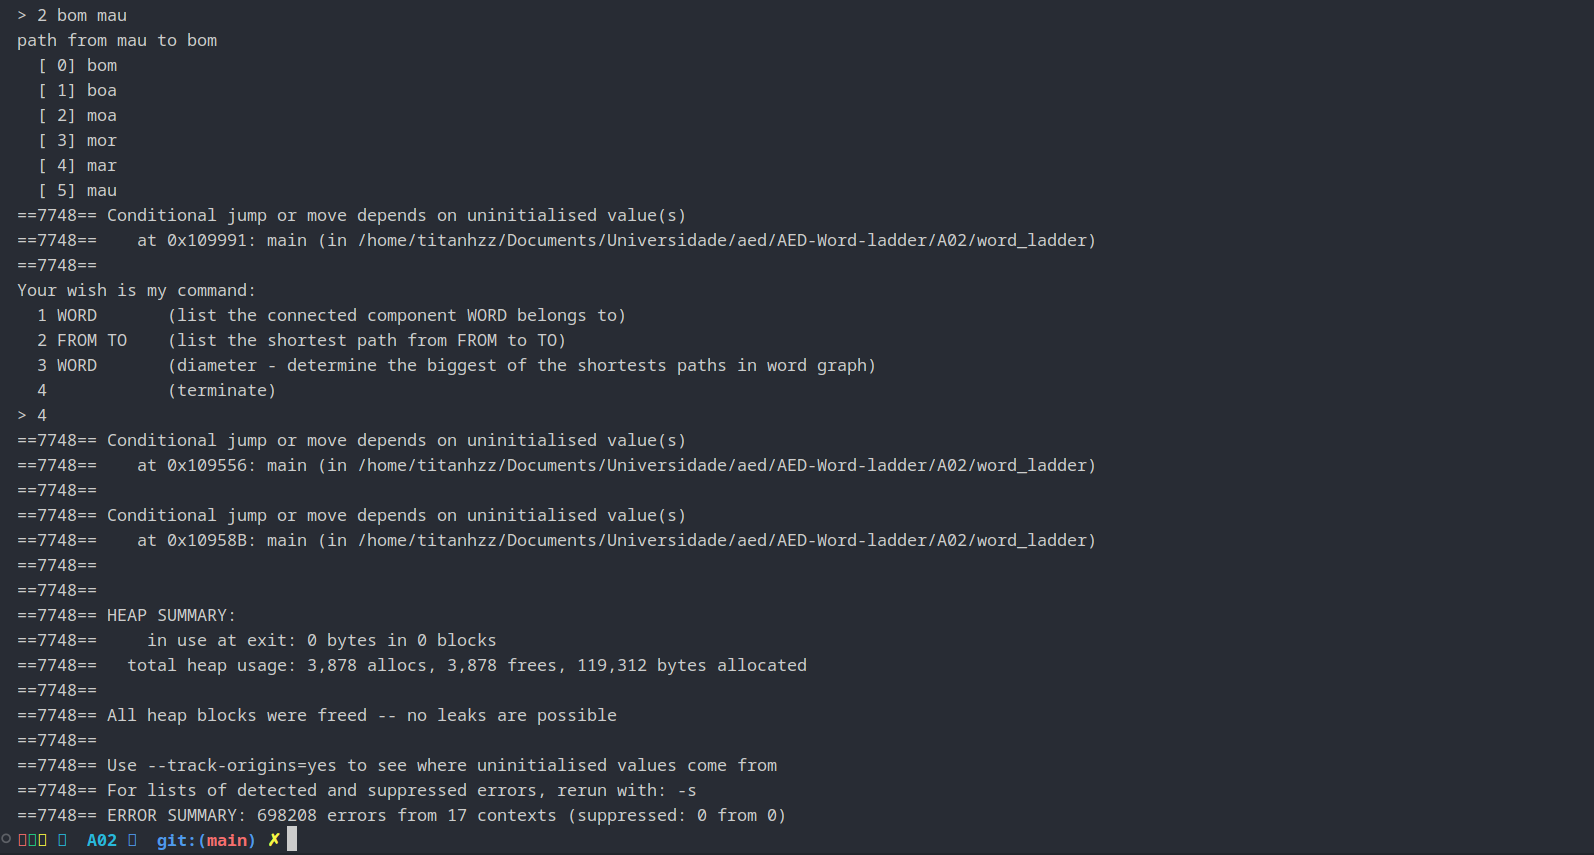 > 2 bom mau
path from mau to bom
  [ 0] bom
  [ 1] boa
  [ 2] moa
  [ 3] mor
  [ 4] mar
  [ 5] mau
==7748== Conditional jump or move depends on uninitialised value(s)
==7748==    at 0x109991: main (in /home/titanhzz/Documents/Universidade/aed/AED-Word-ladder/A02/word_ladder)
==7748==
Your wish is my command:
  1 WORD       (list the connected component WORD belongs to)
  2 FROM TO    (list the shortest path from FROM to TO)
  3 WORD       (diameter - determine the biggest of the shortests paths in word graph)
  4            (terminate)
> 4
==7748== Conditional jump or move depends on uninitialised value(s)
==7748==    at 0x109556: main (in /home/titanhzz/Documents/Universidade/aed/AED-Word-ladder/A02/word_ladder)
==7748==
==7748== Conditional jump or move depends on uninitialised value(s)
==7748==    at 0x10958B: main (in /home/titanhzz/Documents/Universidade/aed/AED-Word-ladder/A02/word_ladder)
==7748==
==7748==
==7748== HEAP SUMMARY:
==7748==     in use at exit: 0 bytes in 0 blocks
==7748==   total heap usage: 3,878 allocs, 3,878 frees, 119,312 bytes allocated
==7748==
==7748== All heap blocks were freed -- no leaks are possible
==7748==
==7748== Use --track-origins=yes to see where uninitialised values come from
==7748== For lists of detected and suppressed errors, rerun with: -s
==7748== ERROR SUMMARY: 698208 errors from 17 contexts (suppressed: 0 from 0)
A02 git:(main) ✗